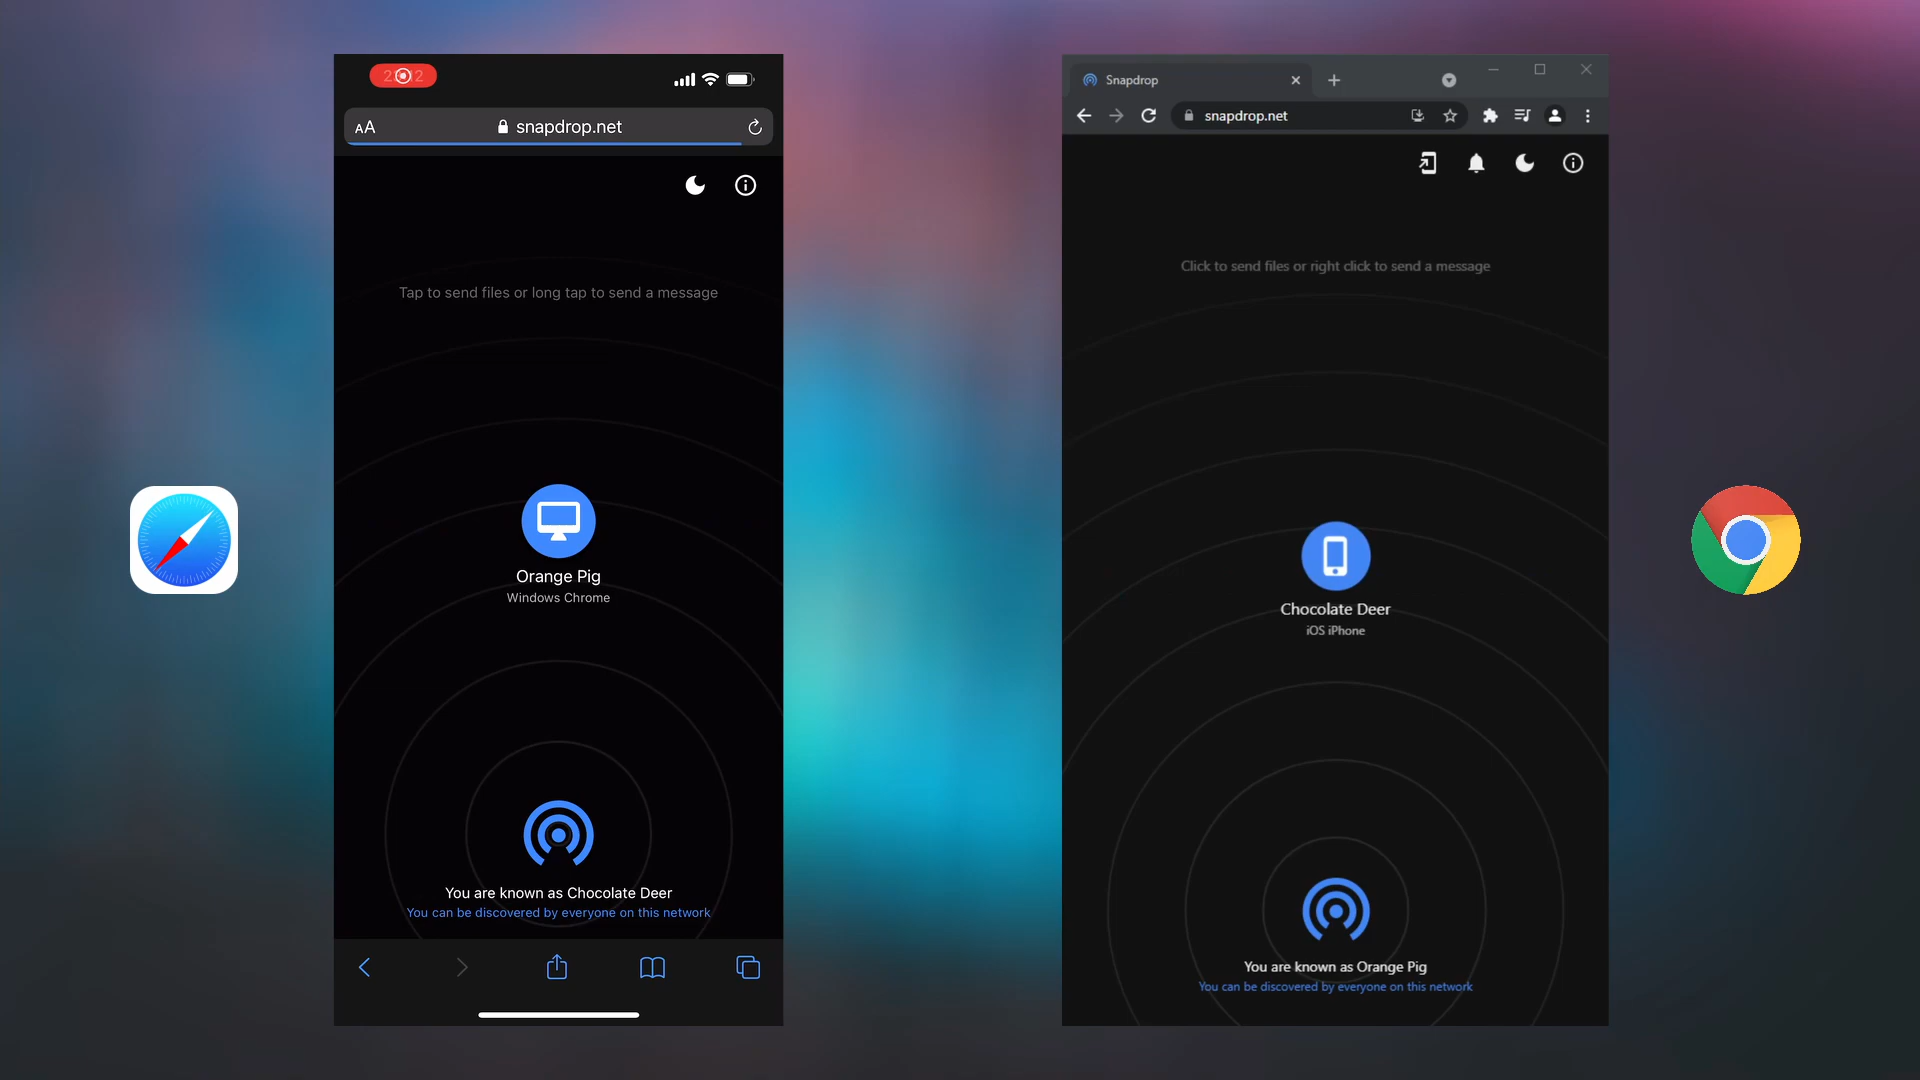 AA
snapdrop.net
Tap to send files or long tap to send a message
Orange Pig
Windows Chrome
You are known as Chocolate Deer
You can be discovered by everyone on this network
Snapdrop
snapdrop.net
Click to send files or right click to send a message
Chocolate Deer
iOS iPhone
You are known as Orange Pig
You can be discovered by everyone on this network